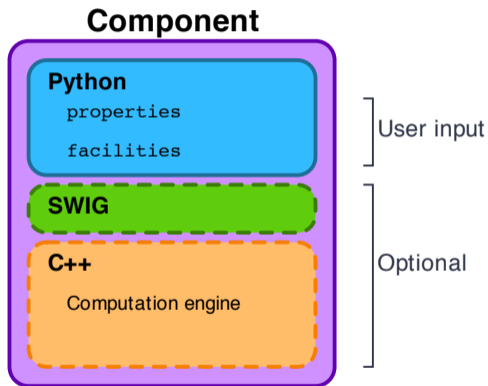 Component
Python
properties
facilities
User input
SWIG
C++
Computation engine
Optional